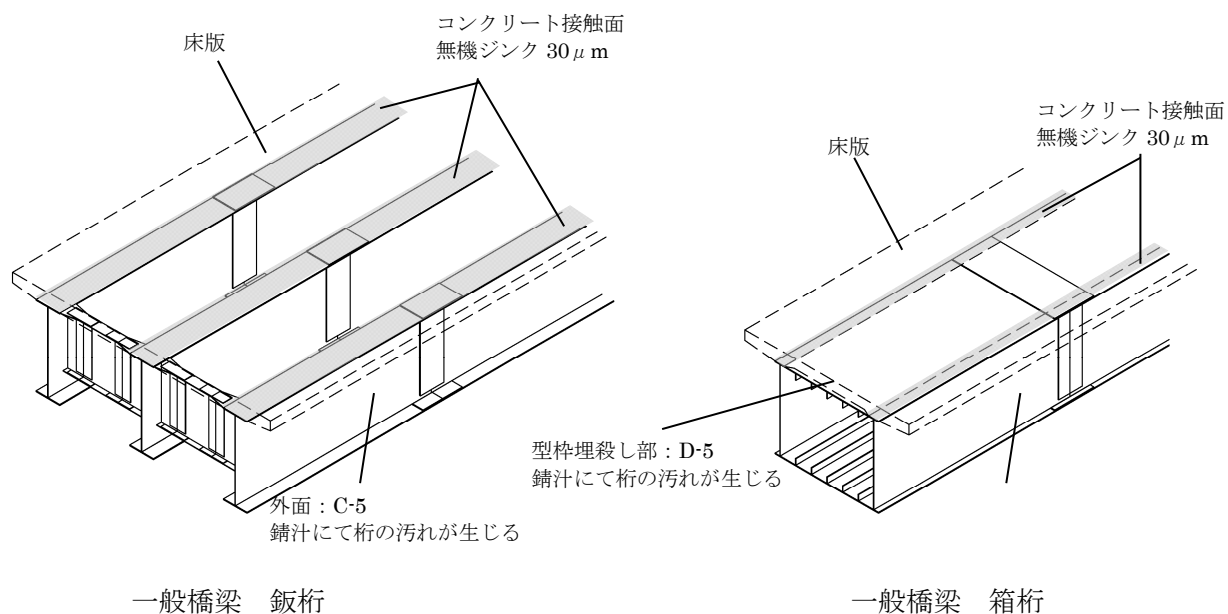 コンクリート接触面
無機ジンク 30μm
床版
外面：C-5
錆汁にて桁の汚れが生じる
一般橋梁　鈑桁
コンクリート接触面
無機ジンク 30μm
床版
型枠埋殺し部：D-5
錆汁にて桁の汚れが生じる
一般橋梁　箱桁